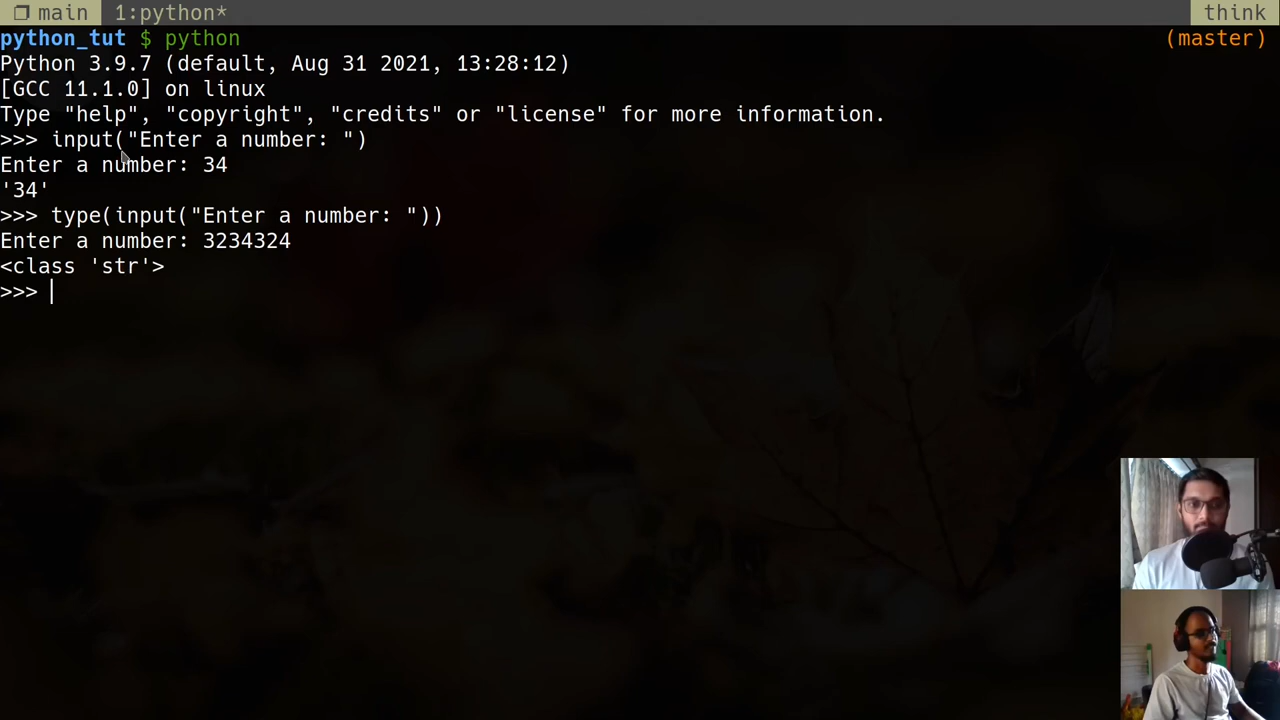 main 1:python* think
python_tut $ python (master)
Python 3.9.7 (default, Aug 31 2021, 13:28:12)
[GCC 11.1.0] on linux
Type "help", "copyright", "credits" or "license" for more information.
>>> input("Enter a number: ")
Enter a number: 34
'34'
>>> type(input("Enter a number: "))
Enter a number: 3234324
<class 'str'>
>>>